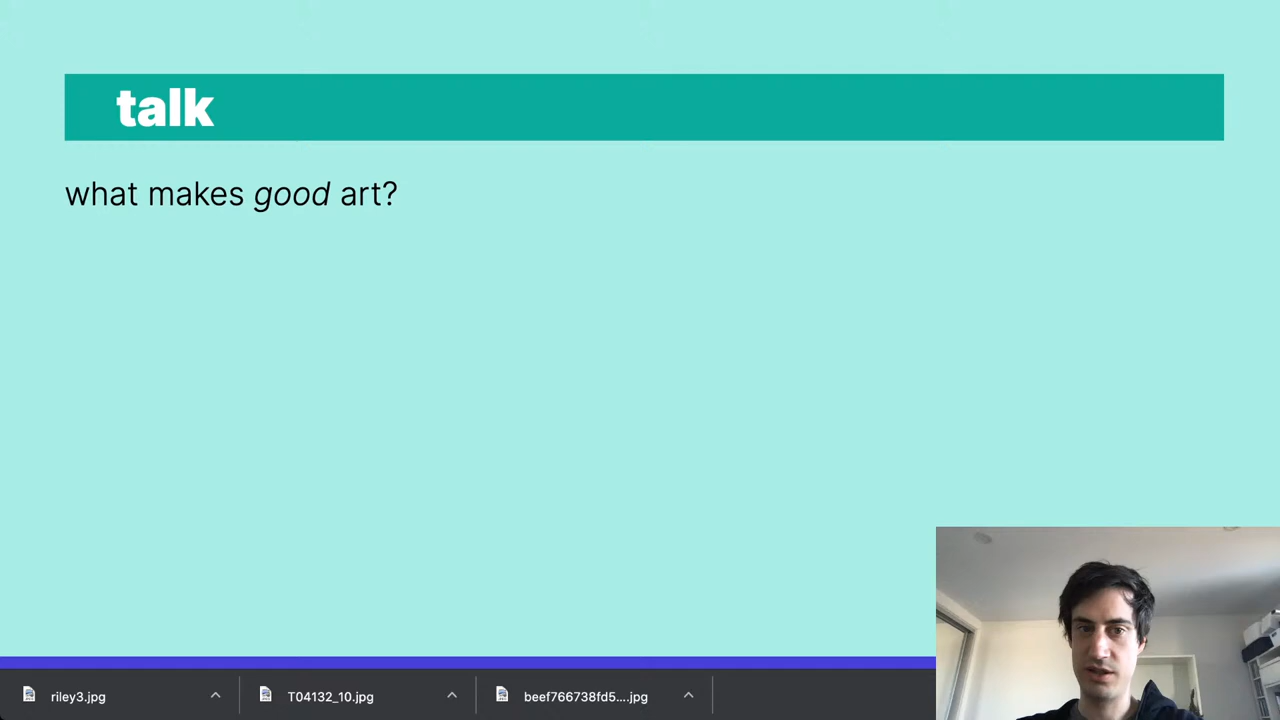 talk
what makes good art?
riley3.jpg
T04132_10.jpg
beef766738fd5....jpg